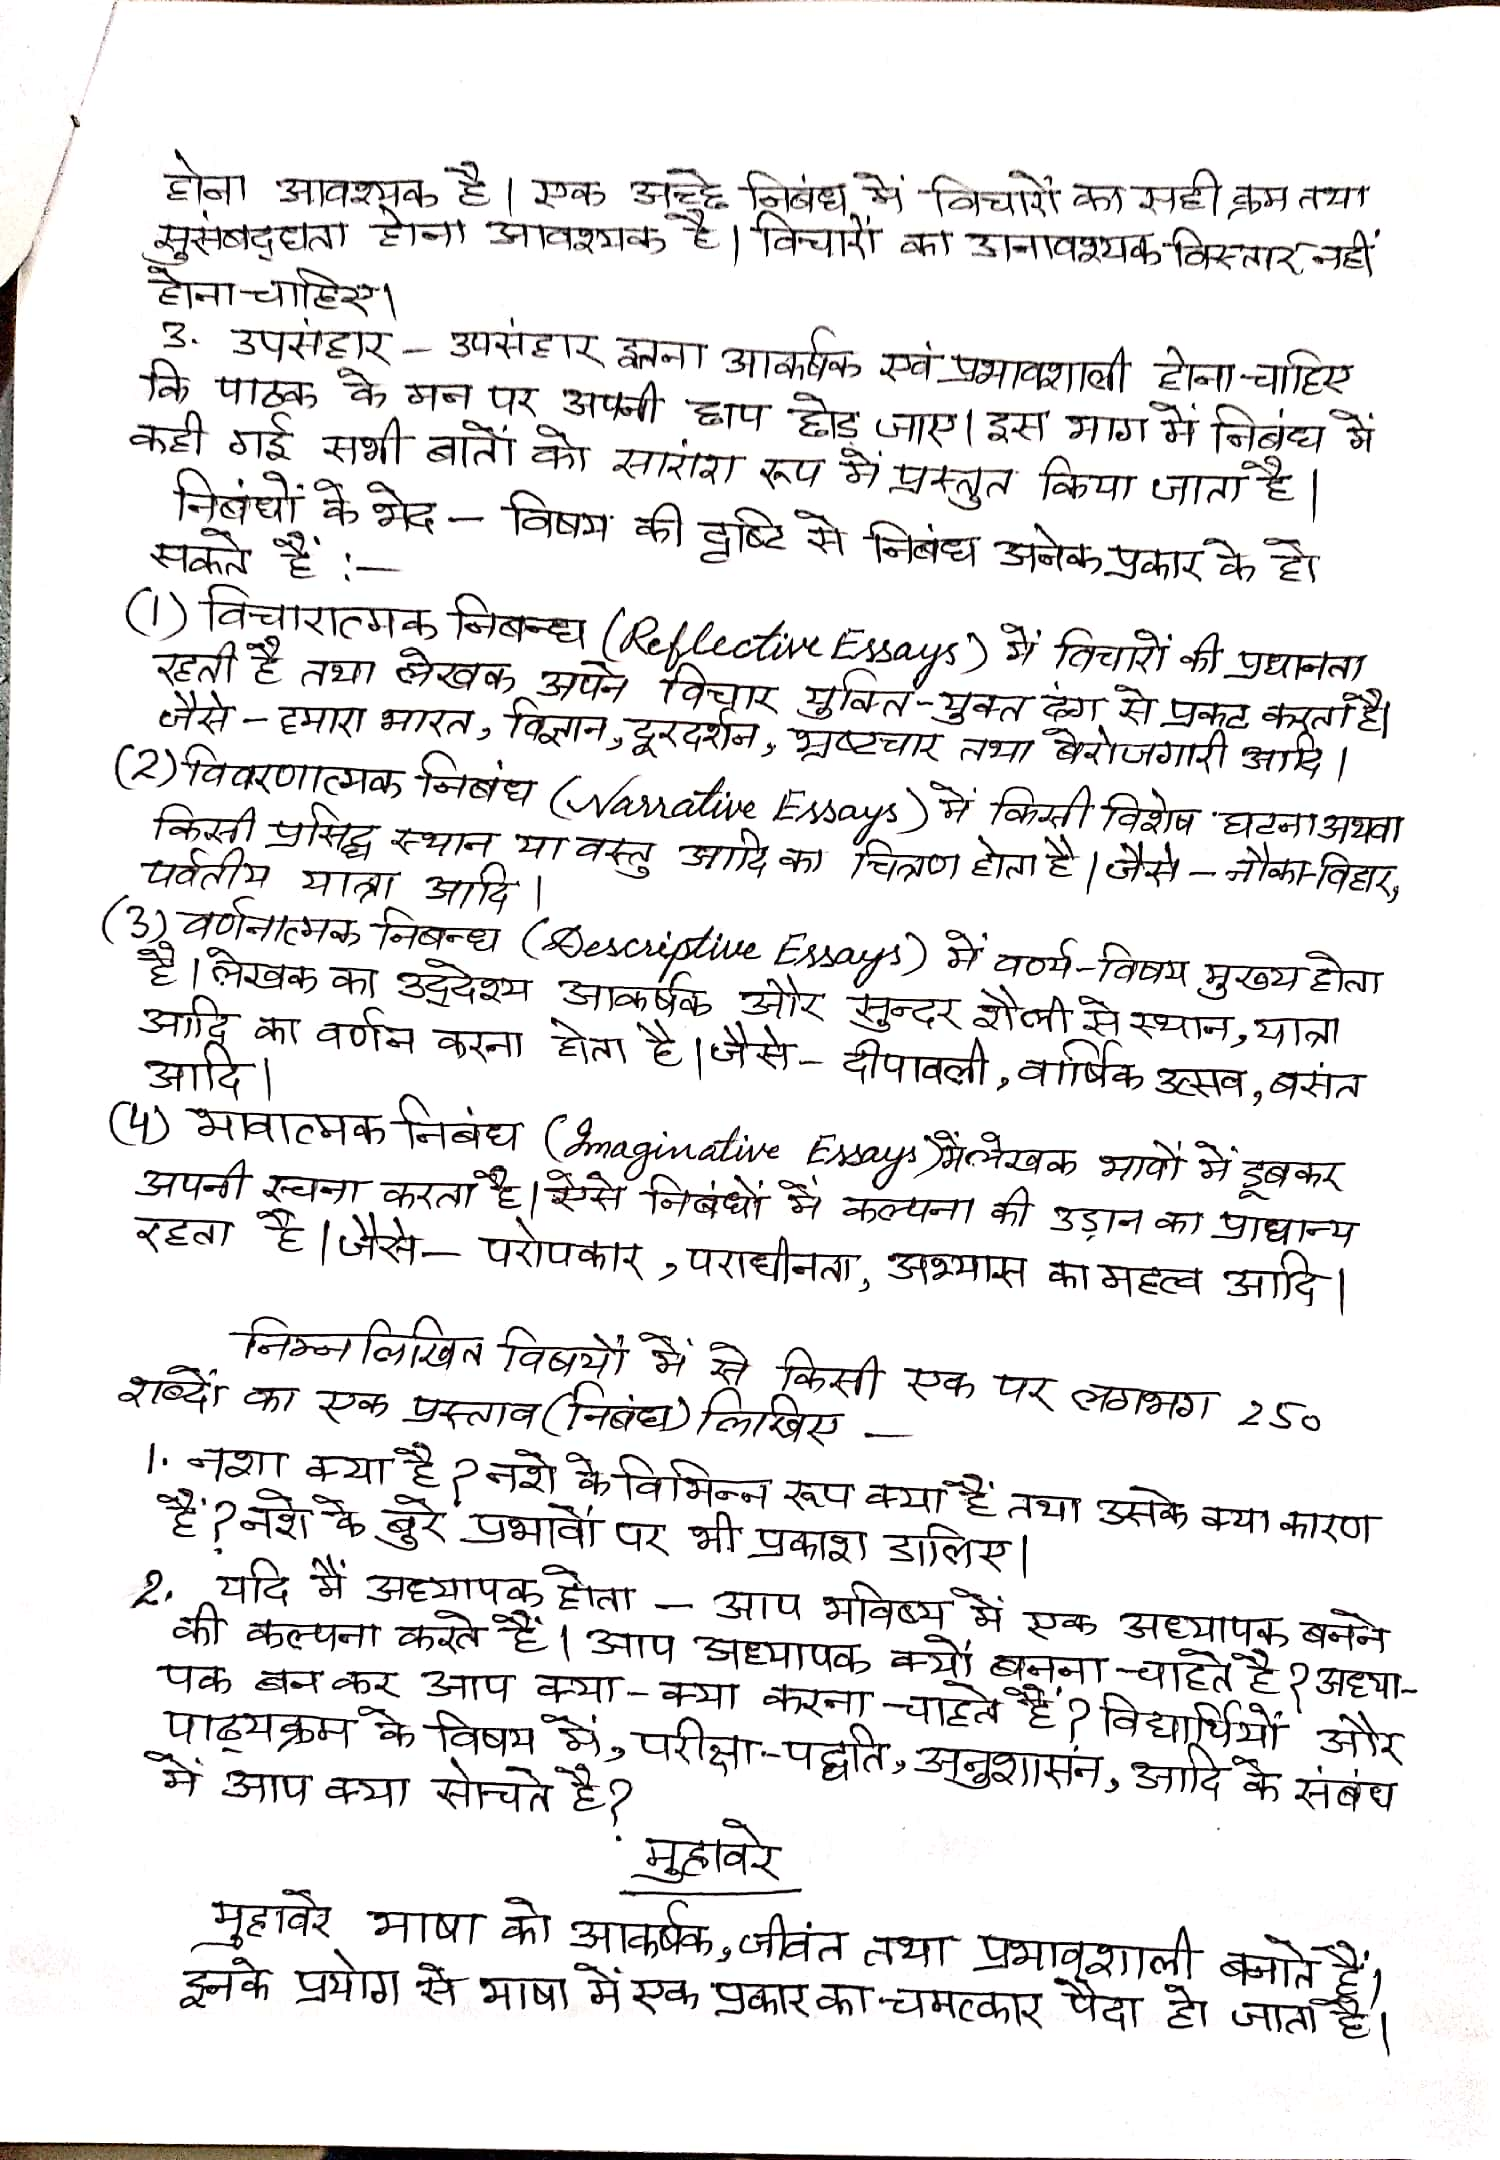 होना आवश्यक है। एक अच्छे निबंध में विचारों का सही क्रम तथा
सुसंबद्धता होना आवश्यक है। विचारों का अनावश्यक विस्तार नहीं
होना चाहिए।
3. उपसंहार – उपसंहार इतना आकर्षक एवं प्रभावशाली होना चाहिए
कि पाठक के मन पर अपनी छाप छोड़ जाए। इस भाग में निबंध में
कही गई सभी बातों को सारांश रूप में प्रस्तुत किया जाता है।
निबंधों के भेद – विषय की दृष्टि से निबंध अनेक प्रकार के हो
सकते हैं :–
(1) विचारात्मक निबन्ध (Reflective Essays) में विचारों की प्रधानता
रहती है तथा लेखक अपने विचार युक्ति-युक्त ढंग से प्रकट करता है।
जैसे – हमारा भारत, विज्ञान, दूरदर्शन, भ्रष्टचार तथा बेरोजगारी आदि।
(2) विवरणात्मक निबंध (Narrative Essays) में किसी विशेष घटना अथवा
किसी प्रसिद्ध स्थान या वस्तु आदि का चित्रण होता है। जैसे – नौका-विहार,
पर्वतीय यात्रा आदि।
(3) वर्णनात्मक निबन्ध (Descriptive Essays) में वर्ण्य-विषय मुख्य होता
है। लेखक का उद्देश्य आकर्षक और सुन्दर शैली से स्थान, यात्रा
आदि का वर्णन करना होता है। जैसे – दीपावली, वार्षिक उत्सव, बसंत
आदि।
(4) भावात्मक निबंध (Imaginative Essays) में लेखक भावों में डूबकर
अपनी रचना करता है। ऐसे निबंधों में कल्पना की उड़ान का प्राधान्य
रहता है। जैसे – परोपकार, पराधीनता, अभ्यास का महत्व आदि।
निम्नलिखित विषयों में से किसी एक पर लगभग 250
शब्दों का एक प्रस्ताव (निबंध) लिखिए –
1. नशा क्या है? नशे के विभिन्न रूप क्या हैं तथा उसके क्या कारण
हैं? नशे के बुरे प्रभावों पर भी प्रकाश डालिए।
2. यदि मैं अध्यापक होता – आप भविष्य में एक अध्यापक बनने
की कल्पना करते हैं। आप अध्यापक क्यों बनना चाहते है? अध्या-
पक बन कर आप क्या-क्या करना चाहते हैं? विद्यार्थियों और
पाठ्यक्रम के विषय में, परीक्षा-पद्धति, अनुशासन, आदि के संबंध
में आप क्या सोचते है?
मुहावरे
मुहावरे भाषा को आकर्षक, जीवंत तथा प्रभावशाली बनाते हैं।
इनके प्रयोग से भाषा में एक प्रकार का चमत्कार पैदा हो जाता है।